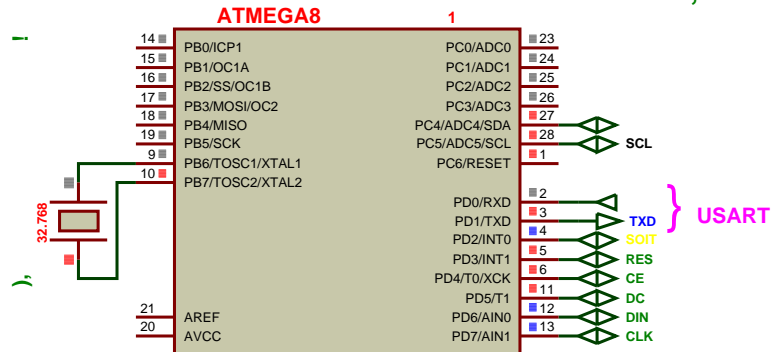 ATMEGA8 1
14 PB0/ICP1 PC0/ADC0 23
15 PB1/OC1A PC1/ADC1 24
16 PB2/SS/OC1B PC2/ADC2 25
17 PB3/MOSI/OC2 PC3/ADC3 26
18 PB4/MISO PC4/ADC4/SDA 27
19 PB5/SCK PC5/ADC5/SCL 28 SCL
9 PB6/TOSC1/XTAL1 PC6/RESET 1
10 PB7/TOSC2/XTAL2
32.768
PD0/RXD 2
PD1/TXD 3 TXD } USART
PD2/INT0 4 SOIT
PD3/INT1 5 RES
PD4/T0/XCK 6 CE
PD5/T1 11 DC
21 AREF PD6/AIN0 12 DIN
20 AVCC PD7/AIN1 13 CLK